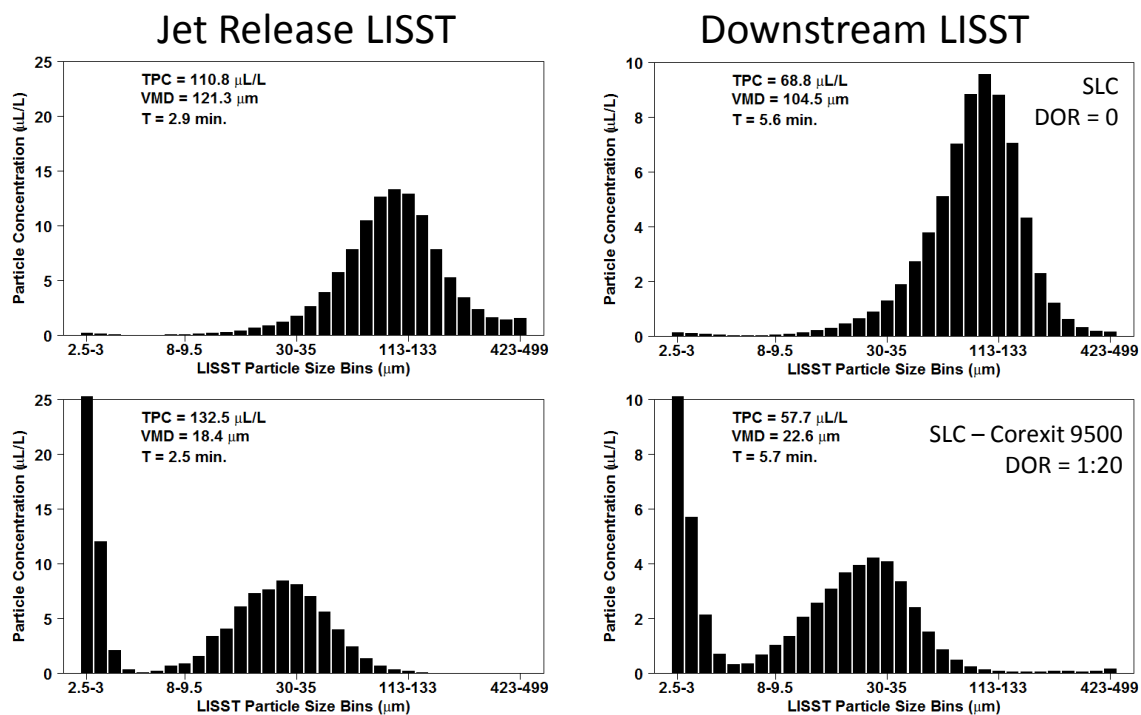 Jet Release LISST
Downstream LISST
25
20
15
10
5
0
Particle Concentration (µL/L)
TPC = 110.8 µL/L
VMD = 121.3 µm
T = 2.9 min.
2.5-3 8-9.5 30-35 113-133 423-499
LISST Particle Size Bins (µm)
10
8
6
4
2
0
Particle Concentration (µL/L)
TPC = 68.8 µL/L
VMD = 104.5 µm
T = 5.6 min.
SLC
DOR = 0
2.5-3 8-9.5 30-35 113-133 423-499
LISST Particle Size Bins (µm)
25
20
15
10
5
0
Particle Concentration (µL/L)
TPC = 132.5 µL/L
VMD = 18.4 µm
T = 2.5 min.
2.5-3 8-9.5 30-35 113-133 423-499
LISST Particle Size Bins (µm)
10
8
6
4
2
0
Particle Concentration (µL/L)
TPC = 57.7 µL/L
VMD = 22.6 µm
T = 5.7 min.
SLC – Corexit 9500
DOR = 1:20
2.5-3 8-9.5 30-35 113-133 423-499
LISST Particle Size Bins (µm)